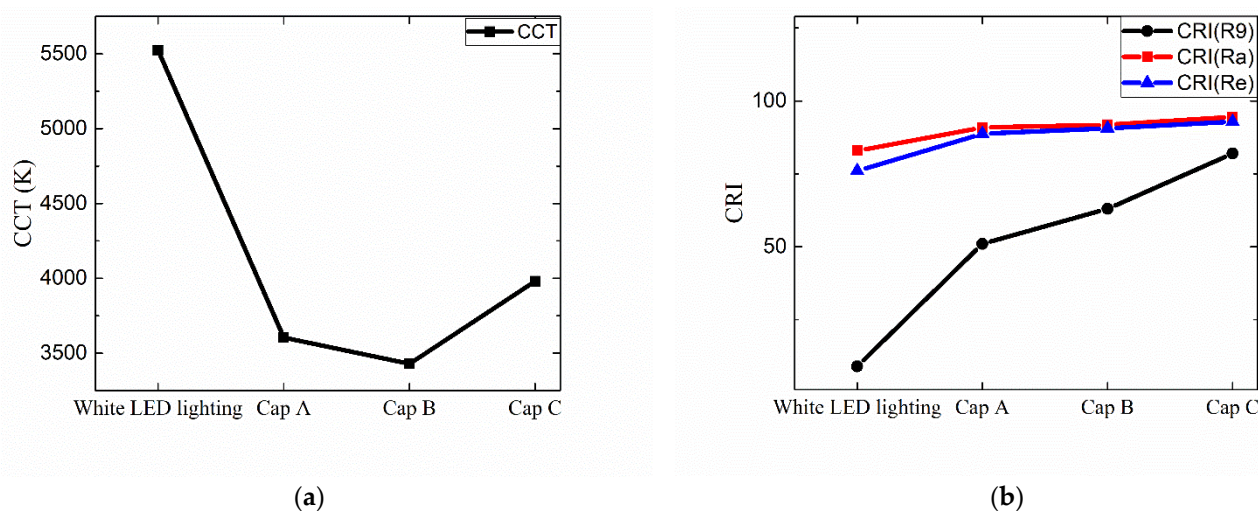 CCT
5500
5000
4500
4000
3500
CCT (K)
White LED lighting Cap A Cap B Cap C
(a)
CRI(R9)
CRI(Ra)
CRI(Re)
100
50
CRI
White LED lighting Cap A Cap B Cap C
(b)